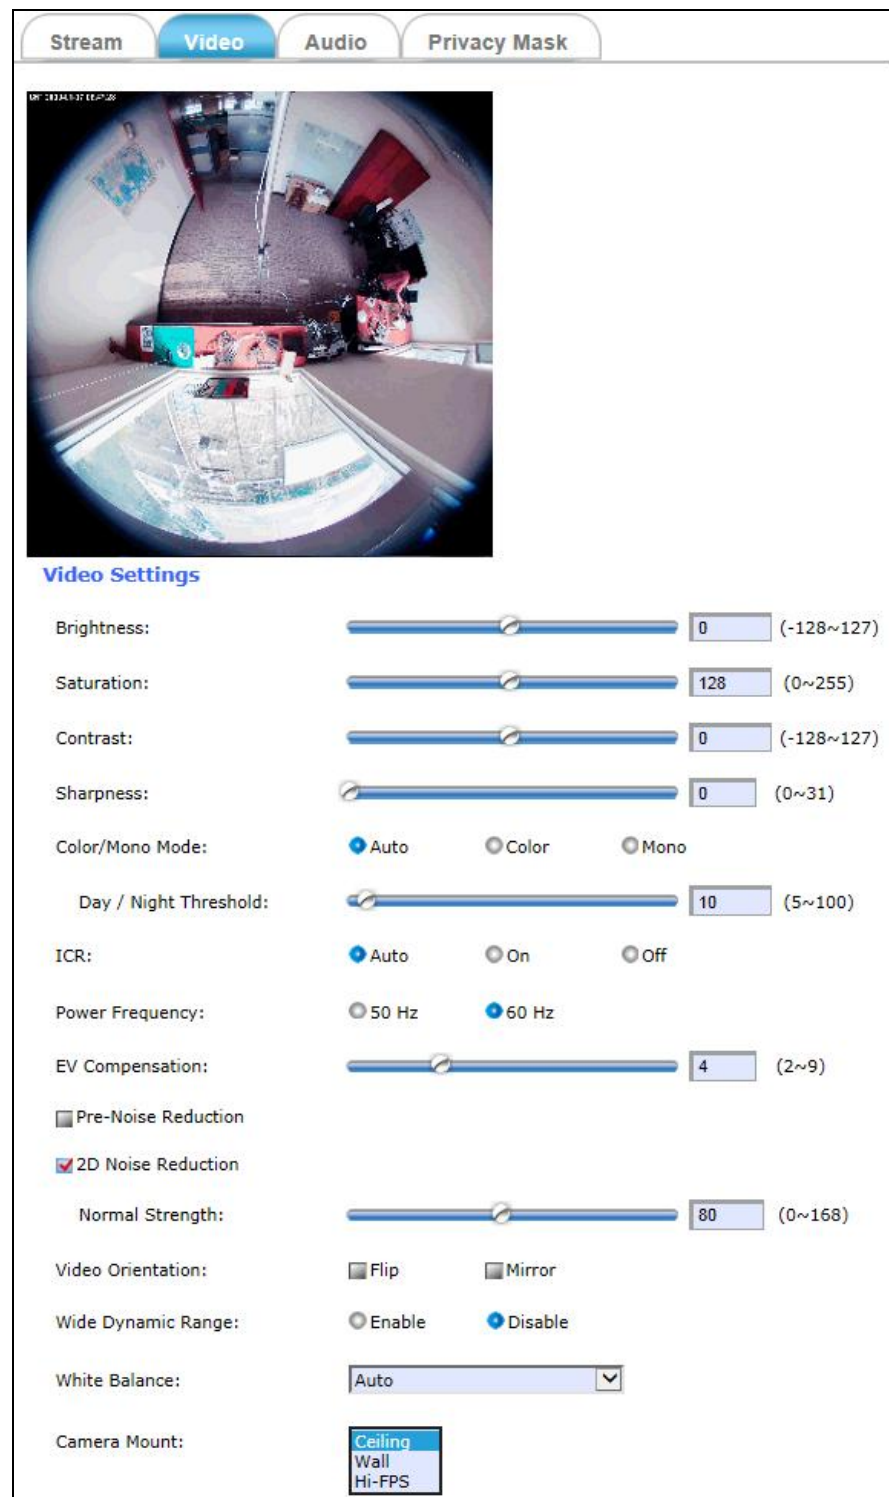 Stream Video Audio Privacy Mask
Video Settings
Brightness: 0 (-128~127)
Saturation: 128 (0~255)
Contrast: 0 (-128~127)
Sharpness: 0 (0~31)
Color/Mono Mode: Auto Color Mono
Day / Night Threshold: 10 (5~100)
ICR: Auto On Off
Power Frequency: 50 Hz 60 Hz
EV Compensation: 4 (2~9)
Pre-Noise Reduction
2D Noise Reduction
Normal Strength: 80 (0~168)
Video Orientation: Flip Mirror
Wide Dynamic Range: Enable Disable
White Balance: Auto
Camera Mount: Ceiling
Wall
Hi-FPS